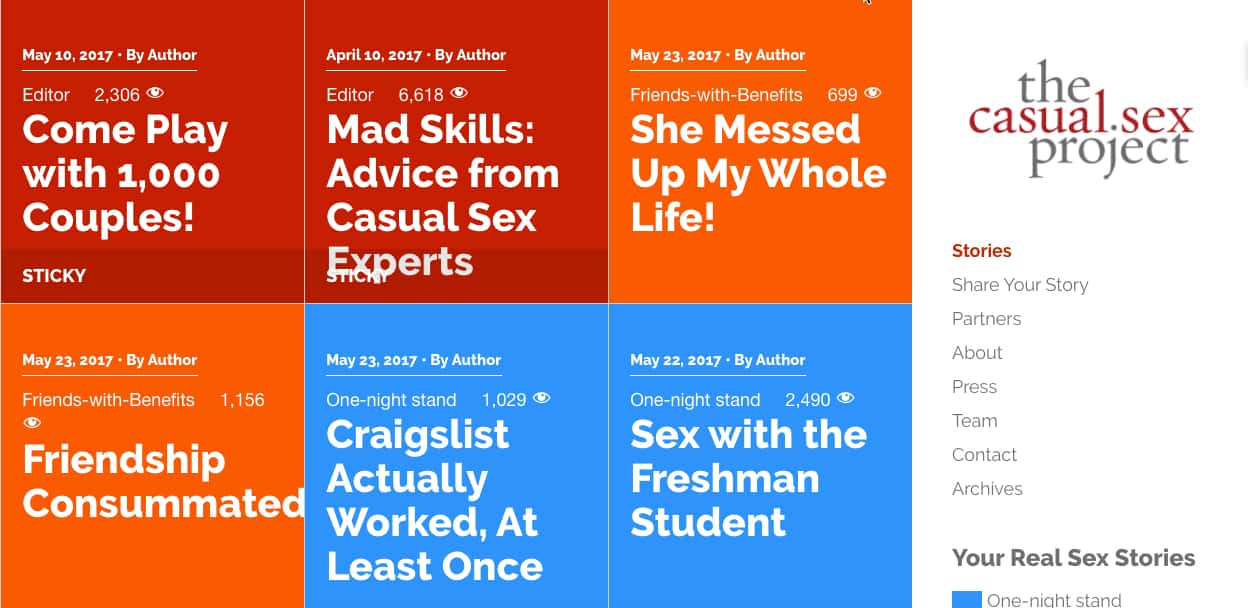 May 10, 2017 • By Author
Editor 2,306
Come Play
with 1,000
Couples!
STICKY
April 10, 2017 • By Author
Editor 6,618
Mad Skills:
Advice from
Casual Sex
Experts
STICKY
May 23, 2017 • By Author
Friends-with-Benefits 699
She Messed
Up My Whole
Life!
May 23, 2017 • By Author
Friends-with-Benefits 1,156
Friendship
Consummated
May 23, 2017 • By Author
One-night stand 1,029
Craigslist
Actually
Worked, At
Least Once
May 22, 2017 • By Author
One-night stand 2,490
Sex with the
Freshman
Student
the
casual.sex
project
Stories
Share Your Story
Partners
About
Press
Team
Contact
Archives
Your Real Sex Stories
One-night stand